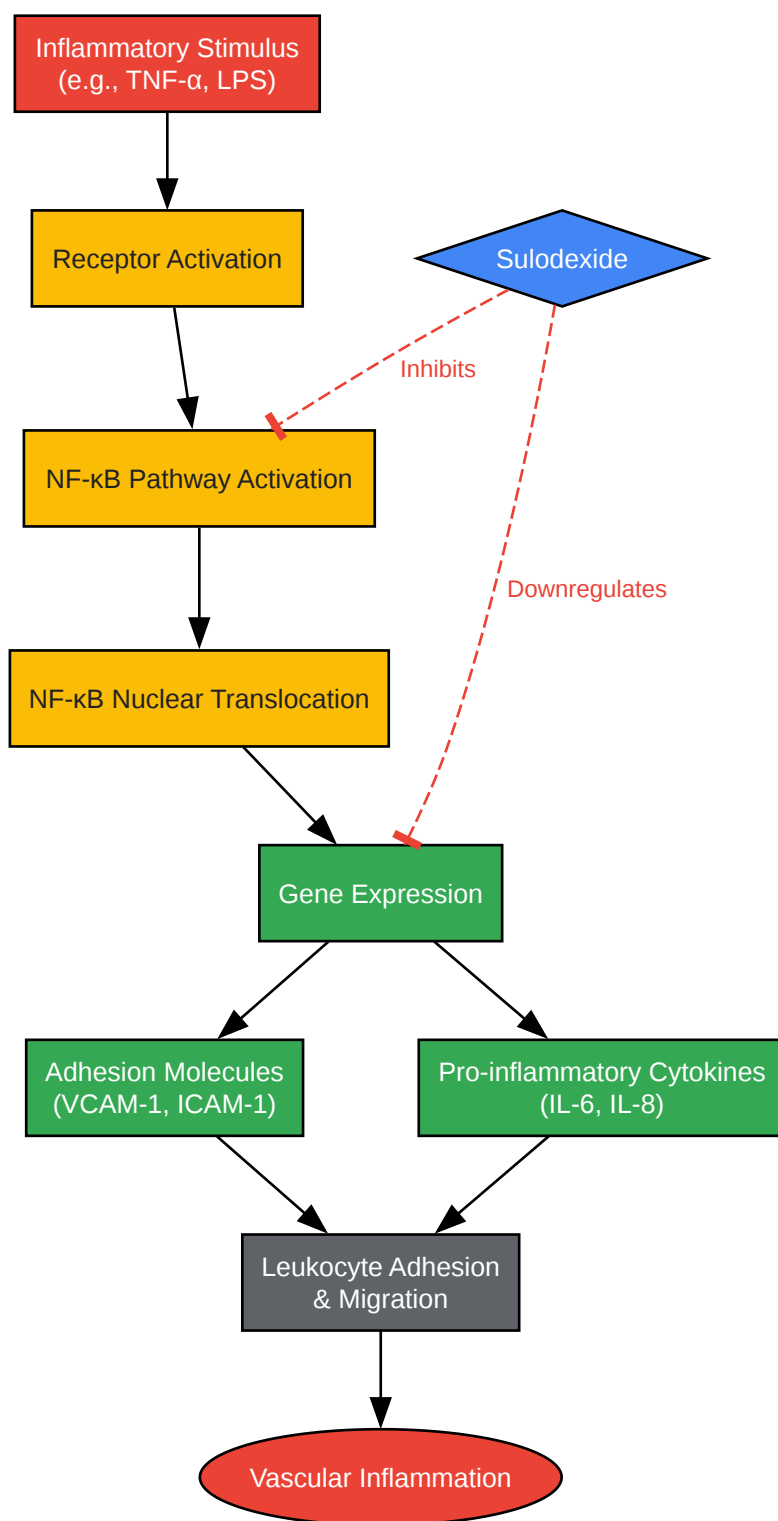 Inflammatory Stimulus
(e.g., TNF-α, LPS)
Receptor Activation
Sulodexide
Inhibits
NF-κB Pathway Activation
Downregulates
NF-κB Nuclear Translocation
Gene Expression
Adhesion Molecules
(VCAM-1, ICAM-1)
Pro-inflammatory Cytokines
(IL-6, IL-8)
Leukocyte Adhesion
& Migration
Vascular Inflammation